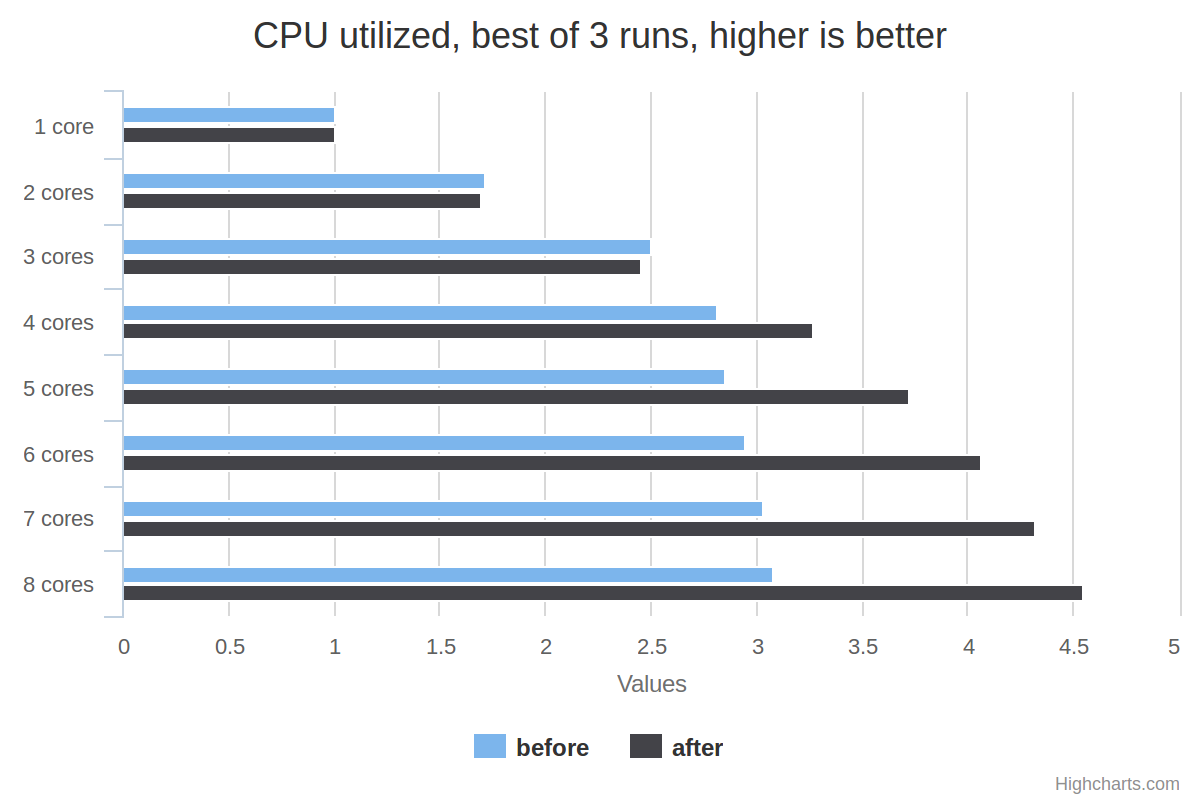 CPU utilized, best of 3 runs, higher is better
1 core
2 cores
3 cores
4 cores
5 cores
6 cores
7 cores
8 cores
0 0.5 1 1.5 2 2.5 3 3.5 4 4.5 5
Values
before after
Highcharts.com